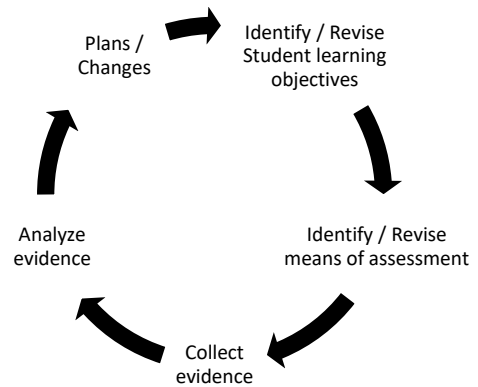 Plans /
Changes
Identify / Revise
Student learning
objectives
Identify / Revise
means of assessment
Collect
evidence
Analyze
evidence